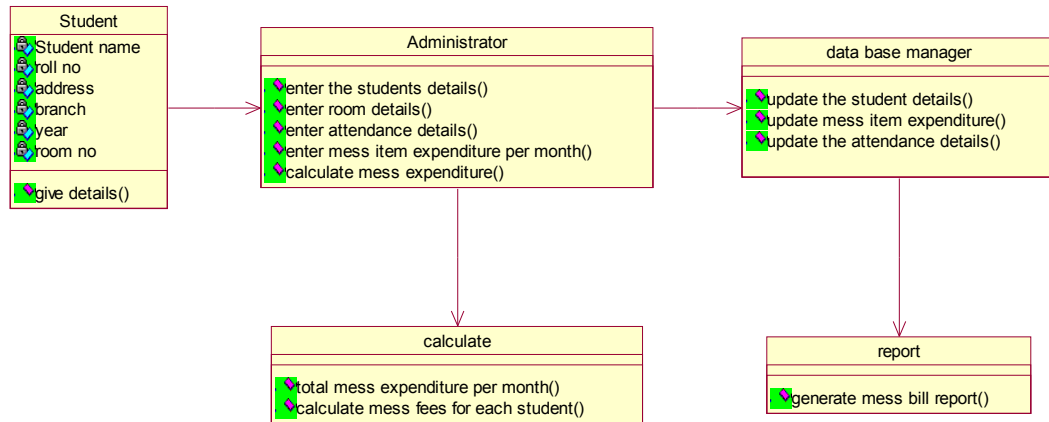 Student
Student name
roll no
address
branch
year
room no
give details()
Administrator
enter the students details()
enter room details()
enter attendance details()
enter mess item expenditure per month()
calculate mess expenditure()
data base manager
update the student details()
update mess item expenditure()
update the attendance details()
calculate
total mess expenditure per month()
calculate mess fees for each student()
report
generate mess bill report()